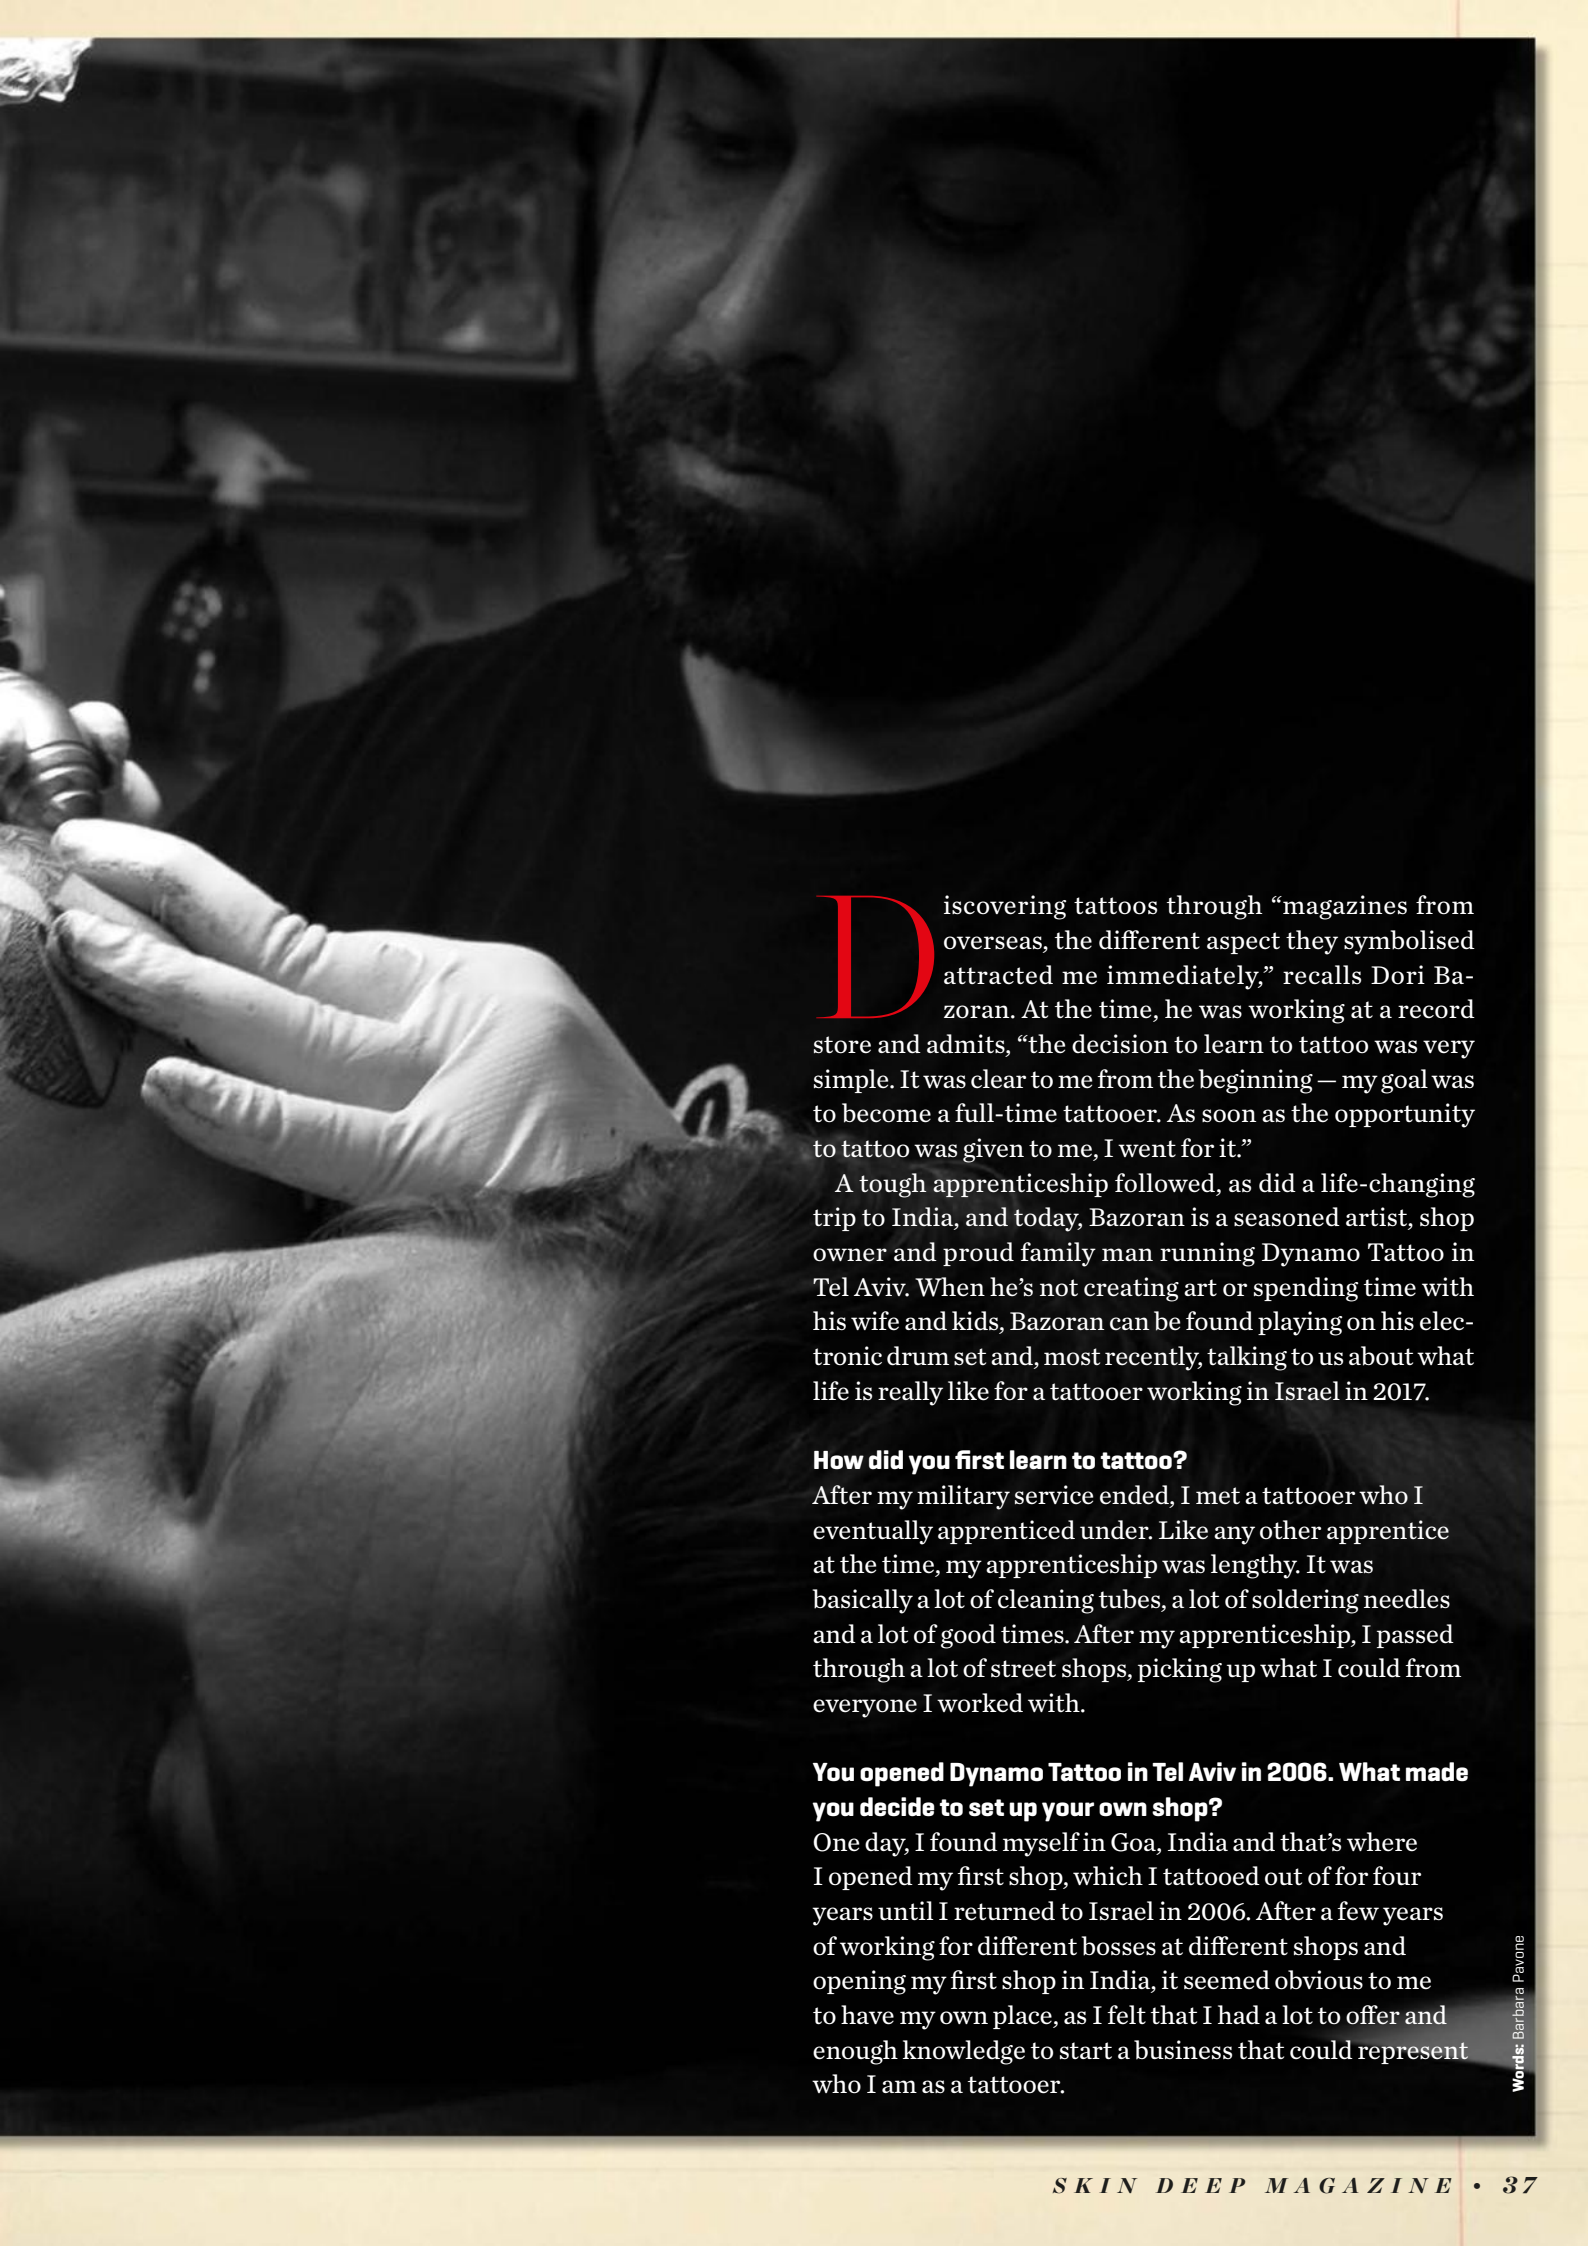 Discovering tattoos through “magazines from
overseas, the different aspect they symbolised
attracted me immediately,” recalls Dori Ba-
zoran. At the time, he was working at a record
store and admits, “the decision to learn to tattoo was very
simple. It was clear to me from the beginning — my goal was
to become a full-time tattooer. As soon as the opportunity
to tattoo was given to me, I went for it.”
A tough apprenticeship followed, as did a life-changing
trip to India, and today, Bazoran is a seasoned artist, shop
owner and proud family man running Dynamo Tattoo in
Tel Aviv. When he’s not creating art or spending time with
his wife and kids, Bazoran can be found playing on his elec-
tronic drum set and, most recently, talking to us about what
life is really like for a tattooer working in Israel in 2017.
How did you first learn to tattoo?
After my military service ended, I met a tattooer who I
eventually apprenticed under. Like any other apprentice
at the time, my apprenticeship was lengthy. It was
basically a lot of cleaning tubes, a lot of soldering needles
and a lot of good times. After my apprenticeship, I passed
through a lot of street shops, picking up what I could from
everyone I worked with.
You opened Dynamo Tattoo in Tel Aviv in 2006. What made
you decide to set up your own shop?
One day, I found myself in Goa, India and that’s where
I opened my first shop, which I tattooed out of for four
years until I returned to Israel in 2006. After a few years
of working for different bosses at different shops and
opening my first shop in India, it seemed obvious to me
to have my own place, as I felt that I had a lot to offer and
enough knowledge to start a business that could represent
who I am as a tattooer.
Words: Barbara Pavone
SKIN DEEP MAGAZINE • 37